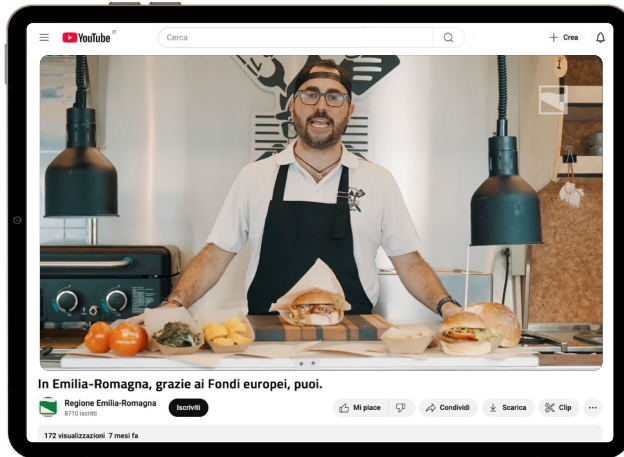 YouTube IT
Cerca
Crea
In Emilia-Romagna, grazie ai Fondi europei, puoi.
Regione Emilia-Romagna
8710 iscritti
Iscriviti
Mi piace
Condividi
Scarica
Clip
172 visualizzazioni 7 mesi fa